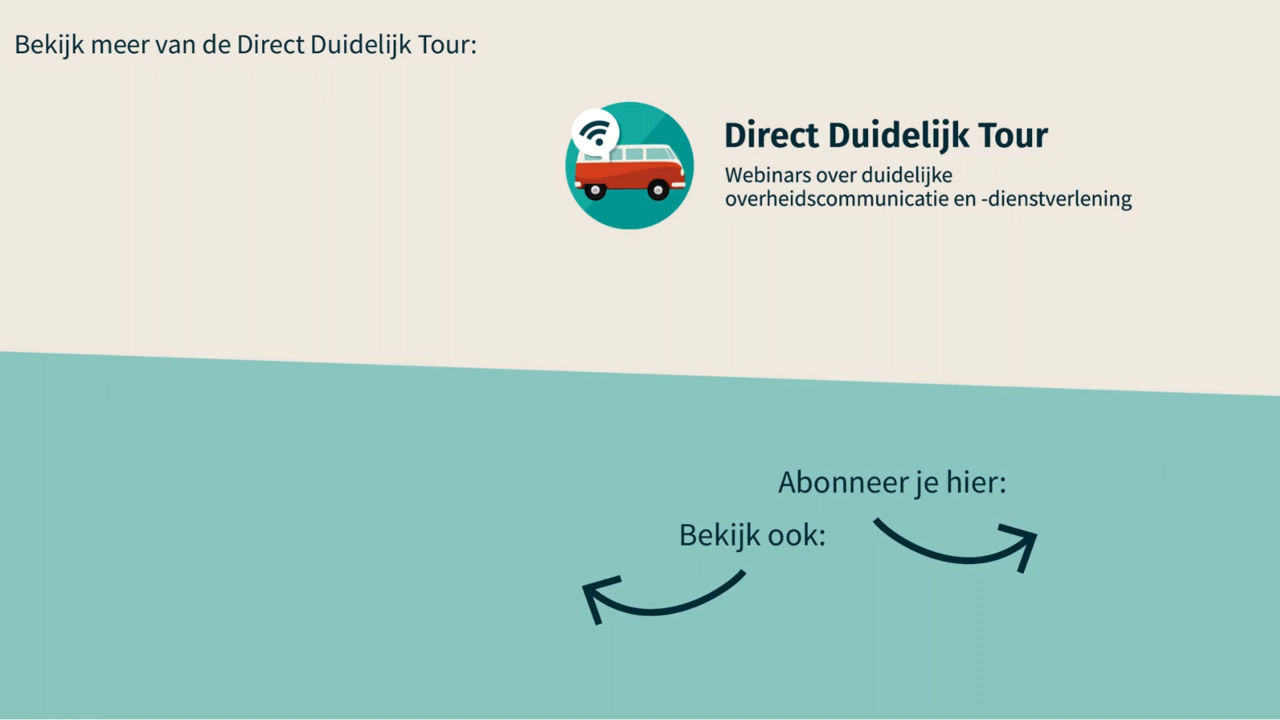 Bekijk meer van de Direct Duidelijk Tour:
Direct Duidelijk Tour
Webinars over duidelijke
overheidscommunicatie en -dienstverlening
Abonneer je hier:
Bekijk ook: